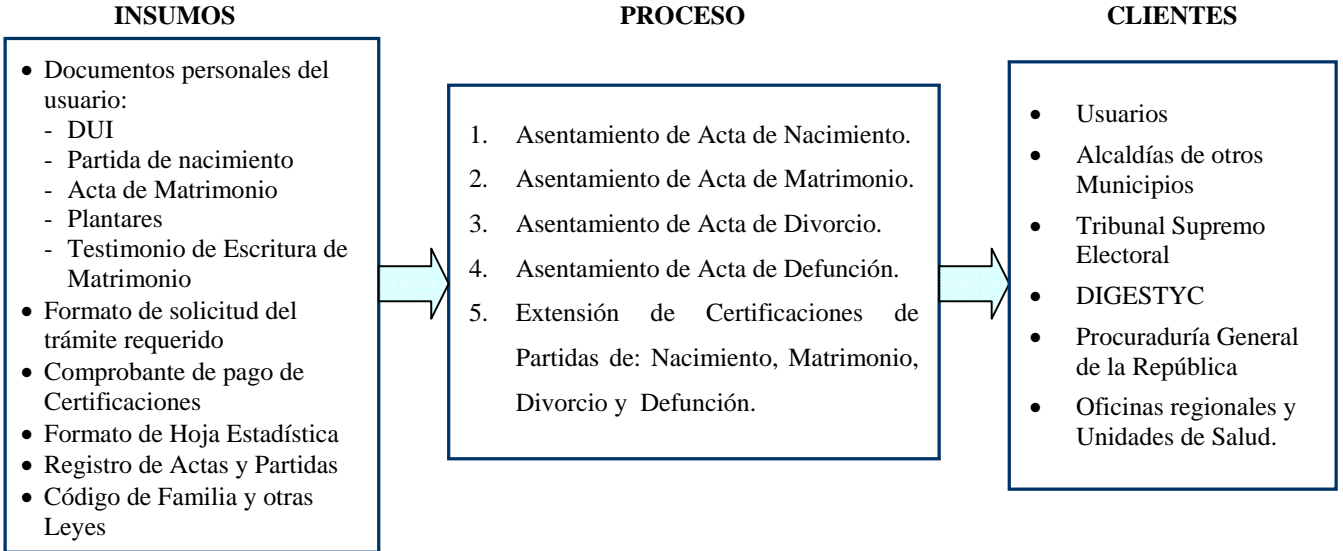 INSUMOS
• Documentos personales del
usuario:
- DUI
- Partida de nacimiento
- Acta de Matrimonio
- Plantares
- Testimonio de Escritura de
Matrimonio
• Formato de solicitud del
trámite requerido
• Comprobante de pago de
Certificaciones
• Formato de Hoja Estadística
• Registro de Actas y Partidas
• Código de Familia y otras
Leyes
PROCESO
1. Asentamiento de Acta de Nacimiento.
2. Asentamiento de Acta de Matrimonio.
3. Asentamiento de Acta de Divorcio.
4. Asentamiento de Acta de Defunción.
5. Extensión de Certificaciones de
Partidas de: Nacimiento, Matrimonio,
Divorcio y Defunción.
CLIENTES
• Usuarios
• Alcaldías de otros
Municipios
• Tribunal Supremo
Electoral
• DIGESTYC
• Procuraduría General
de la República
• Oficinas regionales y
Unidades de Salud.